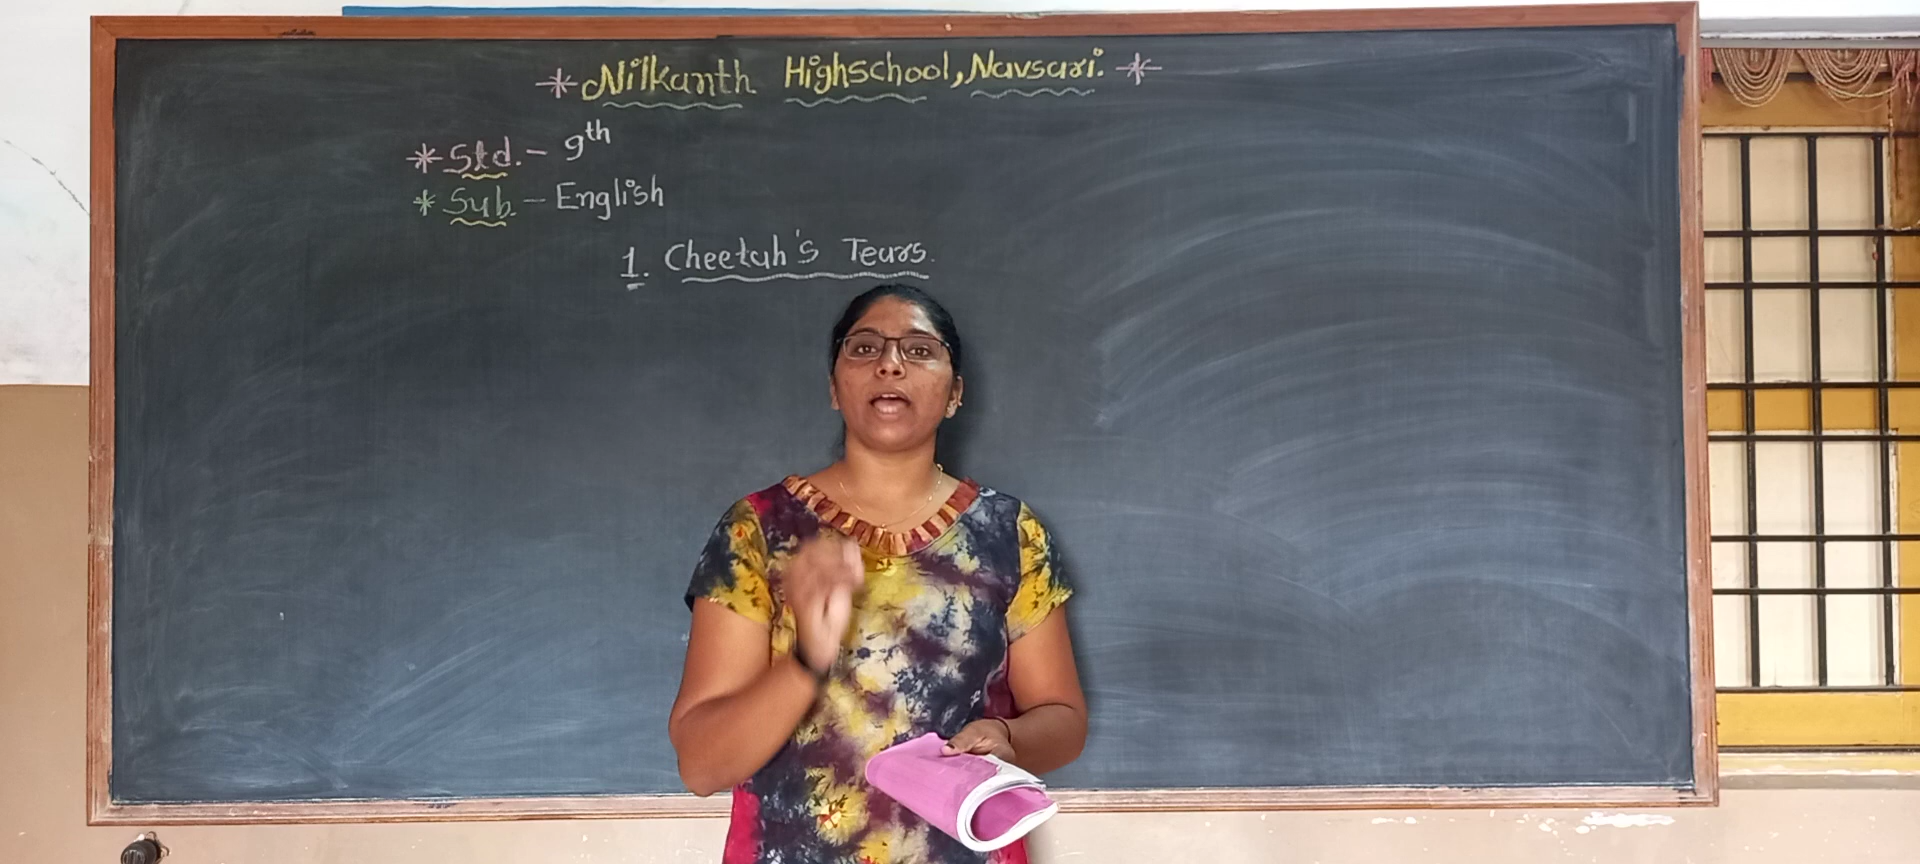 * Nilkanth Highschool, Navsari. *
* Std. - 9th
* Sub. - English
1. Cheetah's Tears.